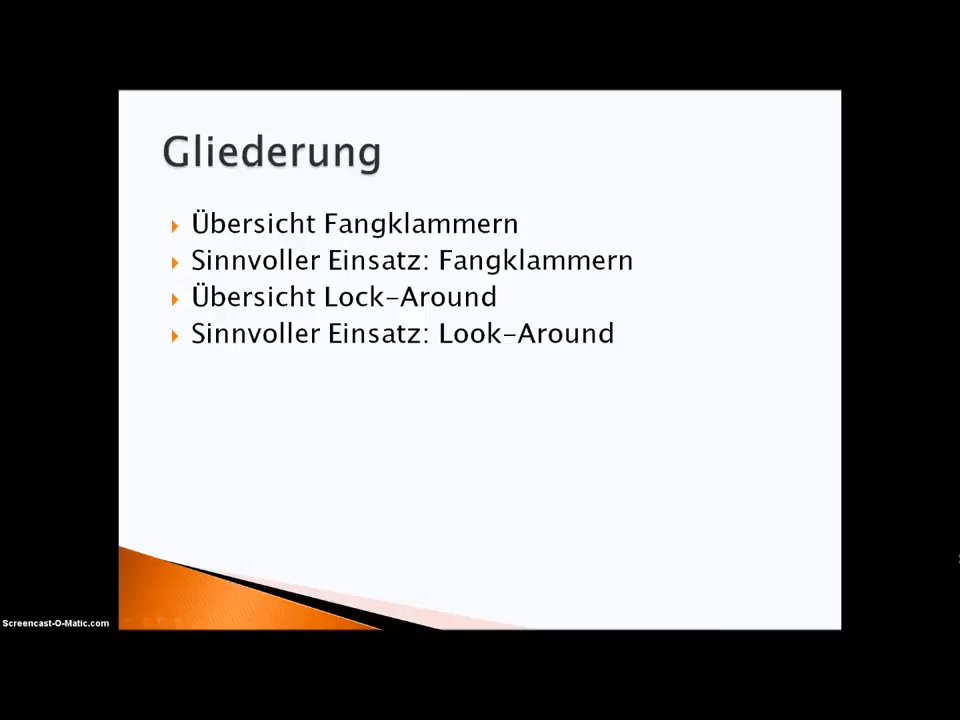 Gliederung
Übersicht Fangklammern
Sinnvoller Einsatz: Fangklammern
Übersicht Lock-Around
Sinnvoller Einsatz: Look-Around
Screencast-O-Matic.com